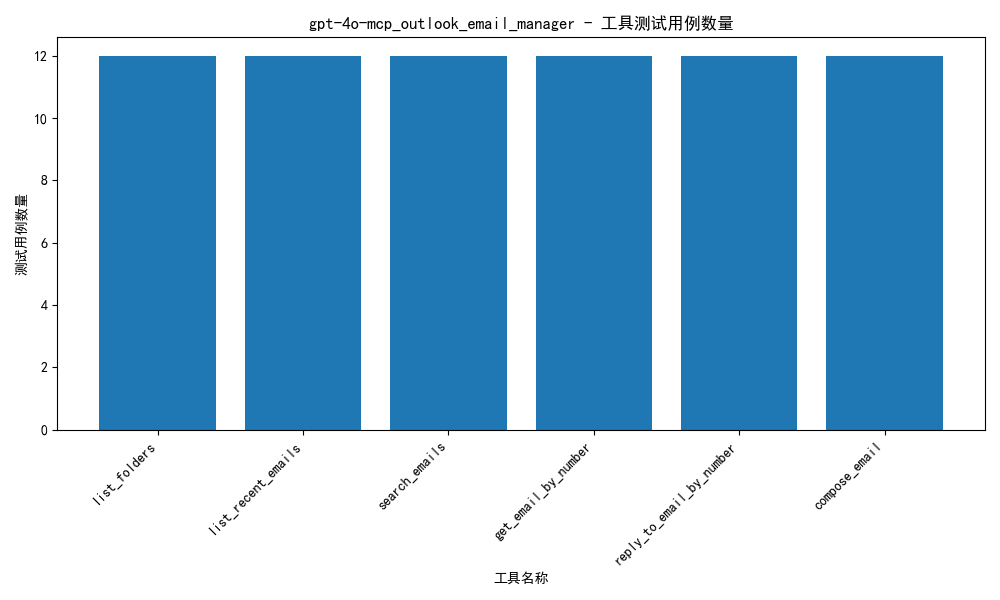 gpt-4o-mcp_outlook_email_manager - 工具测试用例数量
测试用例数量
12
10
8
6
4
2
0
list_folders
list_recent_emails
search_emails
get_email_by_number
reply_to_email_by_number
compose_email
工具名称